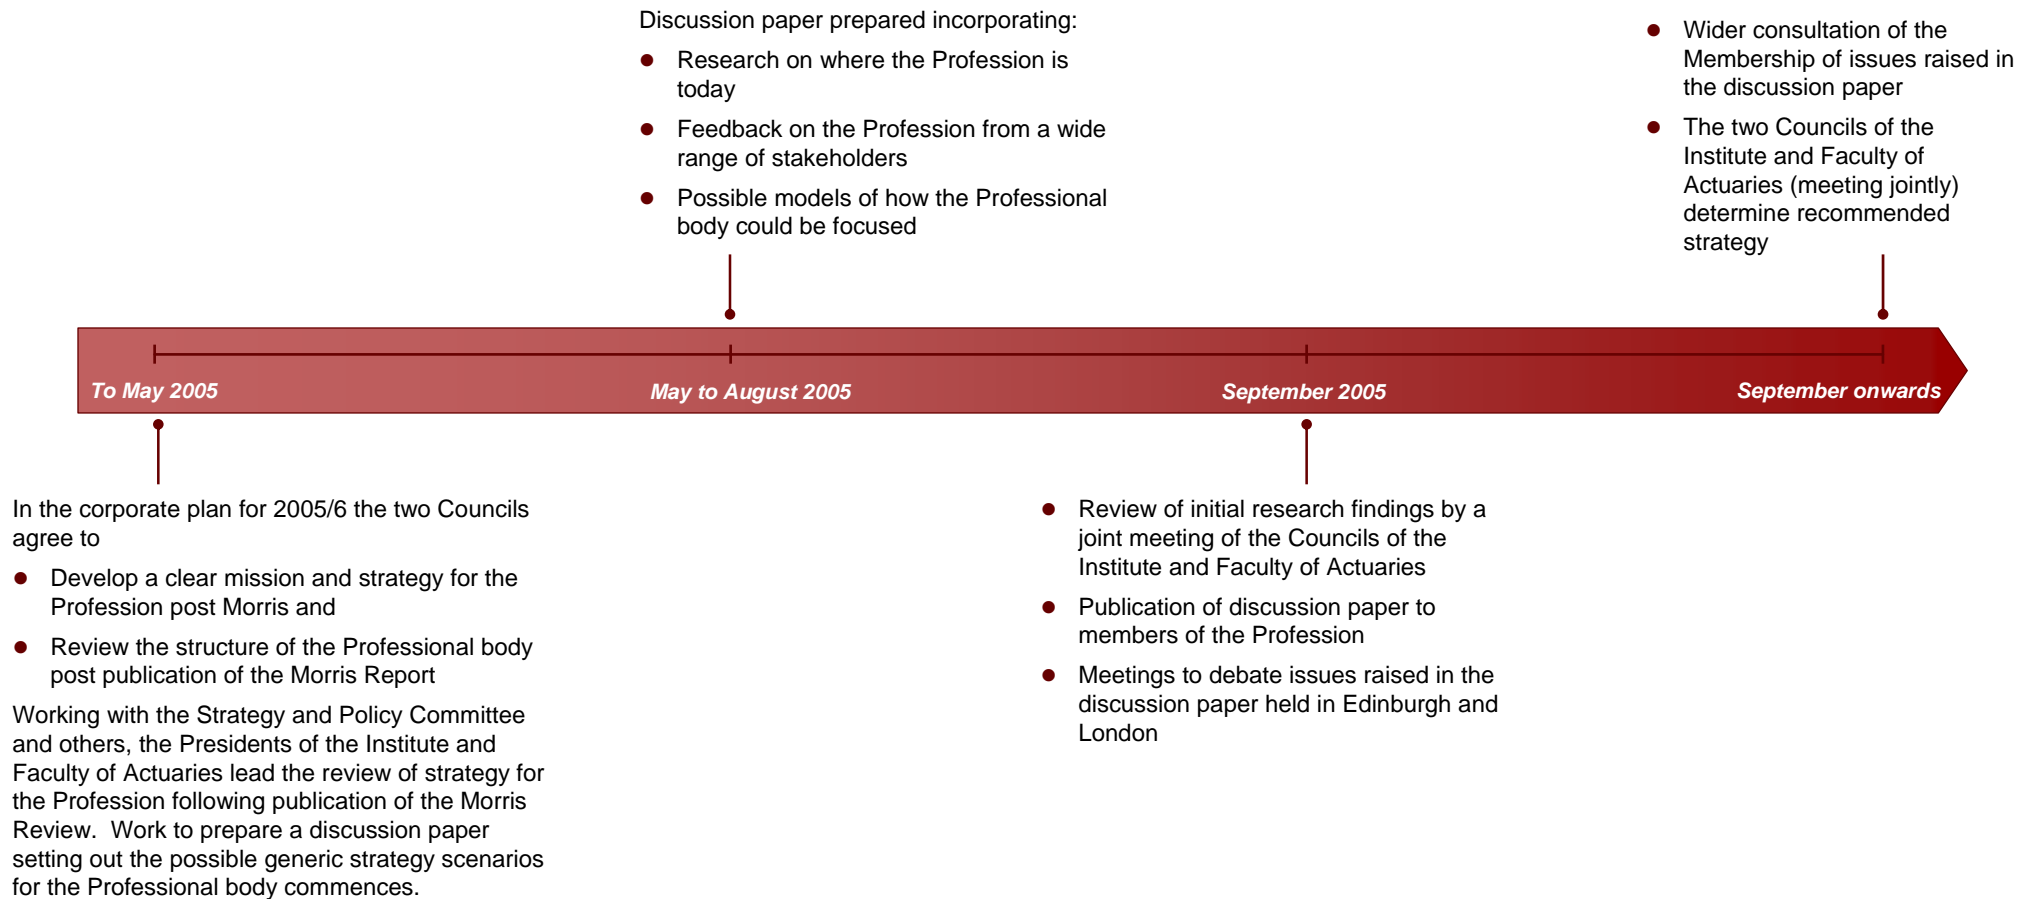 Discussion paper prepared incorporating:
● Research on where the Profession is
today
● Feedback on the Profession from a wide
range of stakeholders
● Possible models of how the Professional
body could be focused
● Wider consultation of the
Membership of issues raised in
the discussion paper
● The two Councils of the
Institute and Faculty of
Actuaries (meeting jointly)
determine recommended
strategy
To May 2005
May to August 2005
September 2005
September onwards
In the corporate plan for 2005/6 the two Councils
agree to
● Develop a clear mission and strategy for the
Profession post Morris and
● Review the structure of the Professional body
post publication of the Morris Report
Working with the Strategy and Policy Committee
and others, the Presidents of the Institute and
Faculty of Actuaries lead the review of strategy for
the Profession following publication of the Morris
Review.  Work to prepare a discussion paper
setting out the possible generic strategy scenarios
for the Professional body commences.
● Review of initial research findings by a
joint meeting of the Councils of the
Institute and Faculty of Actuaries
● Publication of discussion paper to
members of the Profession
● Meetings to debate issues raised in the
discussion paper held in Edinburgh and
London